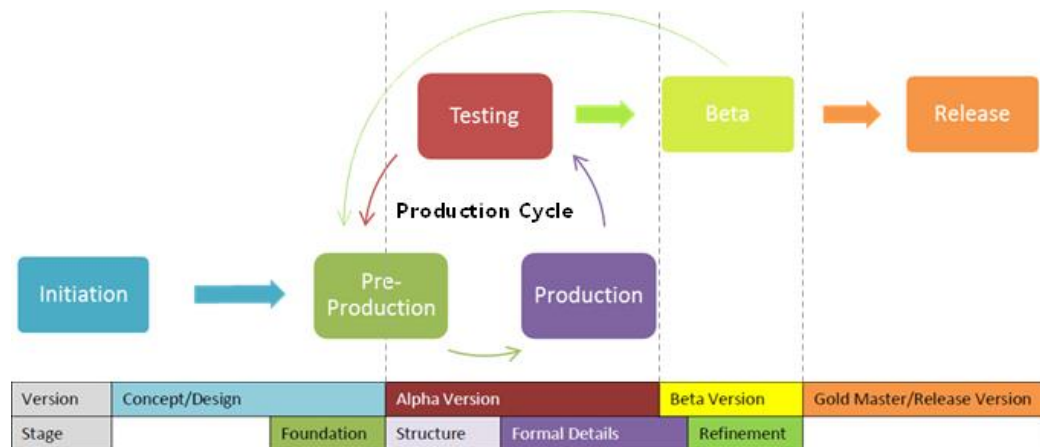 Testing
Beta
Release
Production Cycle
Initiation
Pre-
Production
Production
Version Concept/Design Alpha Version Beta Version Gold Master/Release Version
Stage Foundation Structure Formal Details Refinement